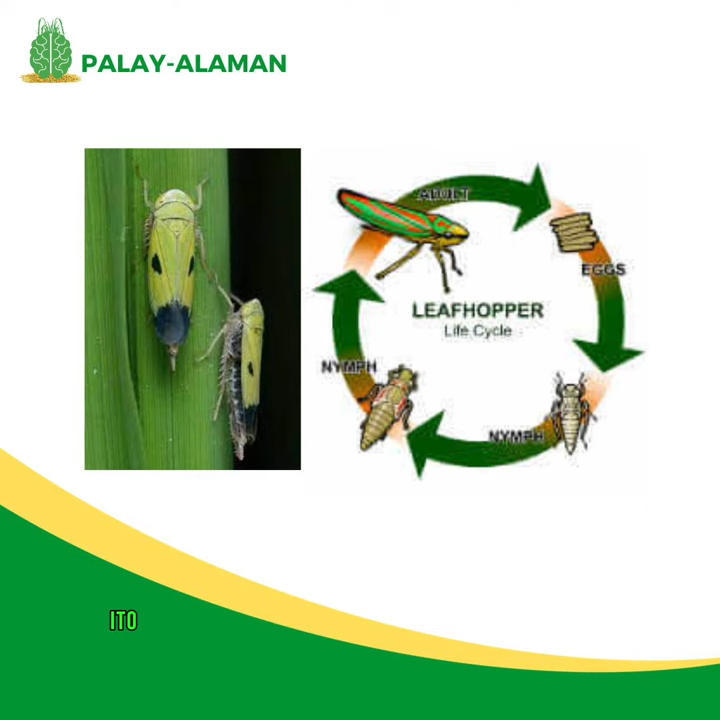 PALAY-ALAMAN
ADULT
EGGS
LEAFHOPPER
Life Cycle
NYMPH
NYMPH
ITO